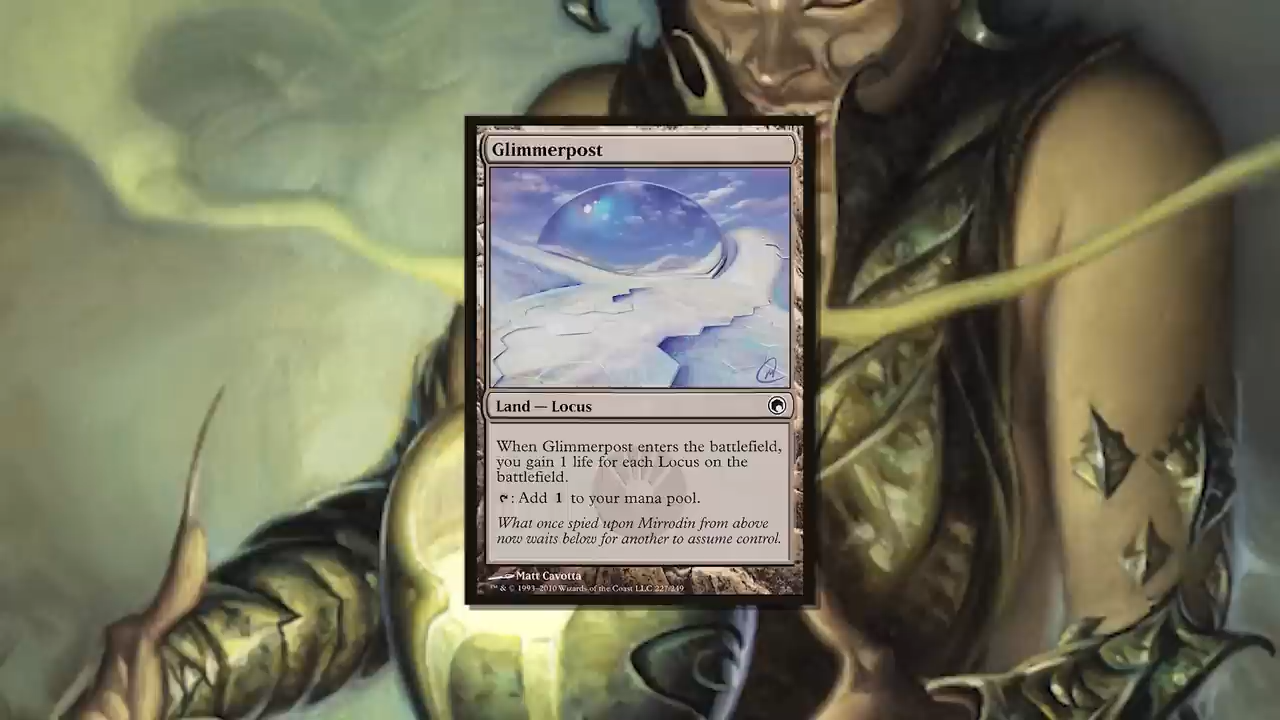 Glimmerpost
Land — Locus
When Glimmerpost enters the battlefield,
you gain 1 life for each Locus on the
battlefield.
: Add 1 to your mana pool.
What once spied upon Mirrodin from above
now waits below for another to assume control.
Matt Cavotta
™ & © 1993–2010 Wizards of the Coast LLC 227/249